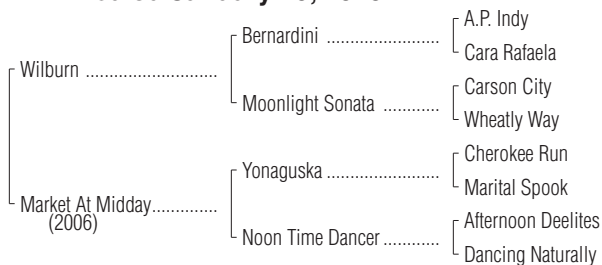 A.P. Indy
Bernardini ........................
Cara Rafaela
Wilburn ............................
Carson City
Moonlight Sonata ............
Wheatly Way
Cherokee Run
Yonaguska ........................
Marital Spook
Market At Midday..............
(2006)
Afternoon Deelites
Noon Time Dancer ............
Dancing Naturally